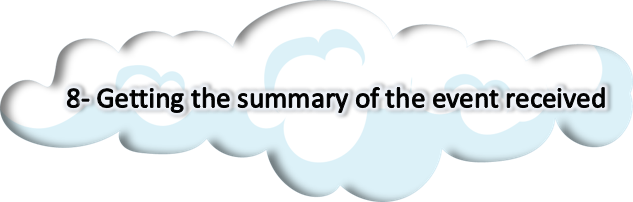 8- Getting the summary of the event received